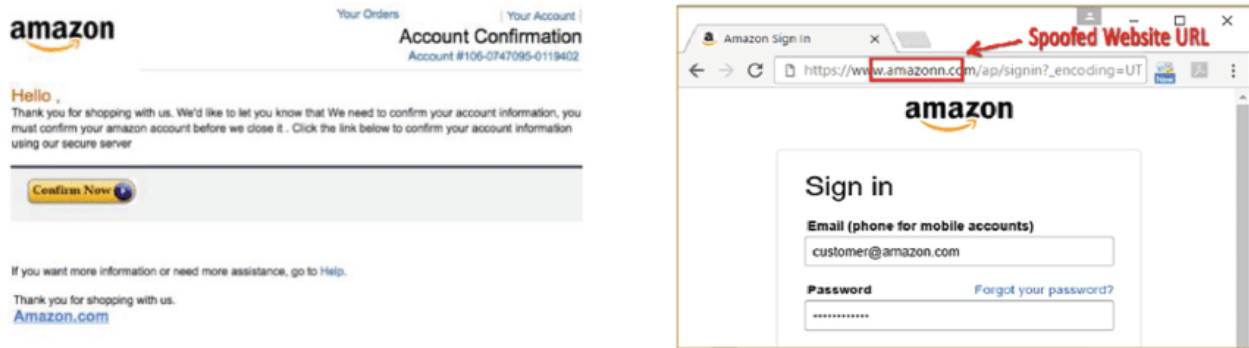 amazon
Your Orders | Your Account |
Account Confirmation
Account #106-0747095-0119402
Hello ,
Thank you for shopping with us. We'd like to let you know that We need to confirm your account information, you
must confirm your amazon account before we close it . Click the link below to confirm your account information
using our secure server
Confirm Now
If you want more information or need more assistance, go to Help.
Thank you for shopping with us.
Amazon.com
a Amazon Sign In
Spoofed Website URL
https://www.amazonn.com/ap/signin?_encoding=UT
New
amazon
Sign in
Email (phone for mobile accounts)
customer@amazon.com
Password Forgot your password?